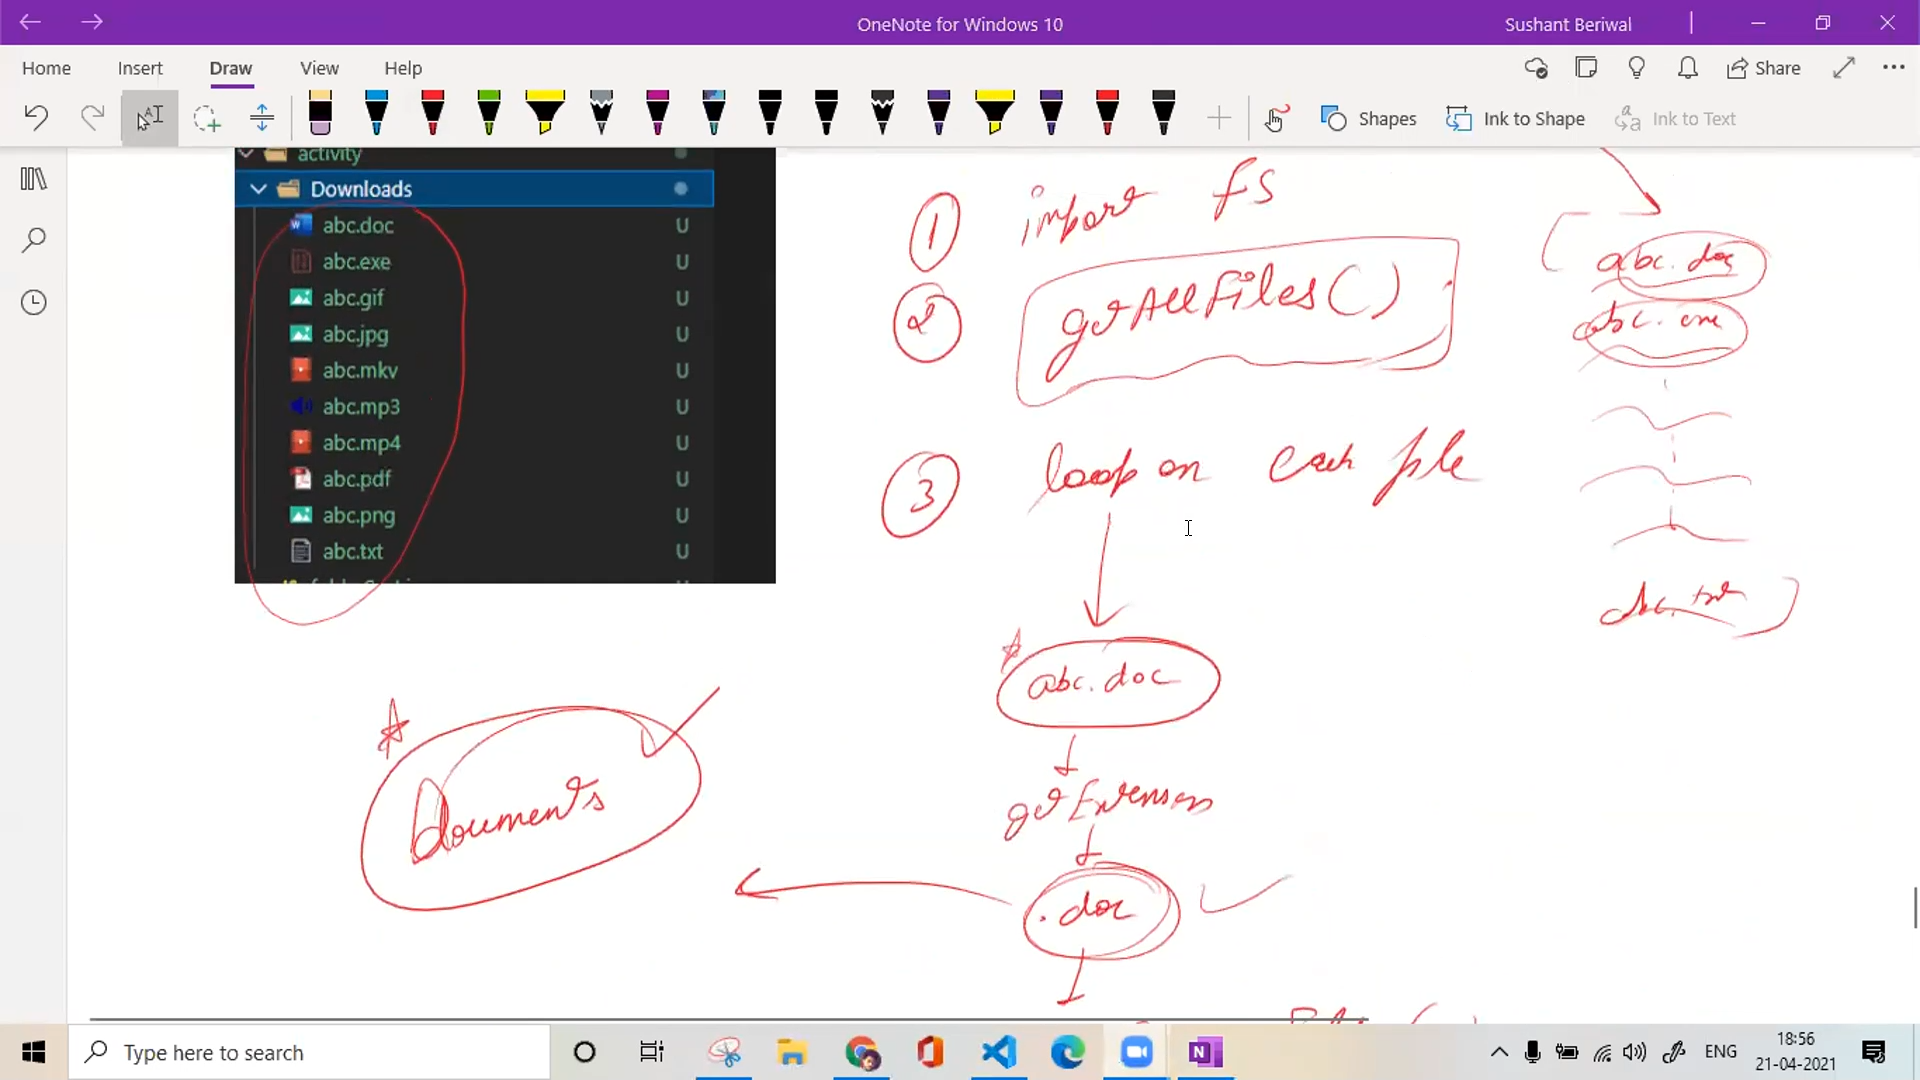 OneNote for Windows 10
Sushant Beriwal
Home Insert Draw View Help
Share
Shapes
Ink to Shape
Ink to Text
activity
Downloads
abc.doc U
abc.exe U
abc.gif U
abc.jpg U
abc.mkv U
abc.mp3 U
abc.mp4 U
abc.pdf U
abc.png U
abc.txt U
1 import fs
2 getAllFiles()
3 loop on each file
abc.doc
getExtension
.doc
Documents
abc.doc
abc.exe
abc.txt
Type here to search
ENG
18:56
21-04-2021